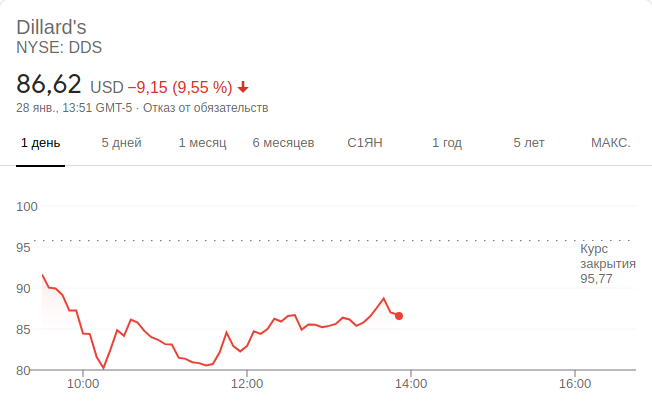 Dillard's
NYSE: DDS
86,62 USD −9,15 (9,55 %)
28 янв., 13:51 GMT-5 · Отказ от обязательств
1 день 5 дней 1 месяц 6 месяцев С1ЯН 1 год 5 лет МАКС.
100
95
Курс
закрытия
95,77
90
85
80
10:00 12:00 14:00 16:00